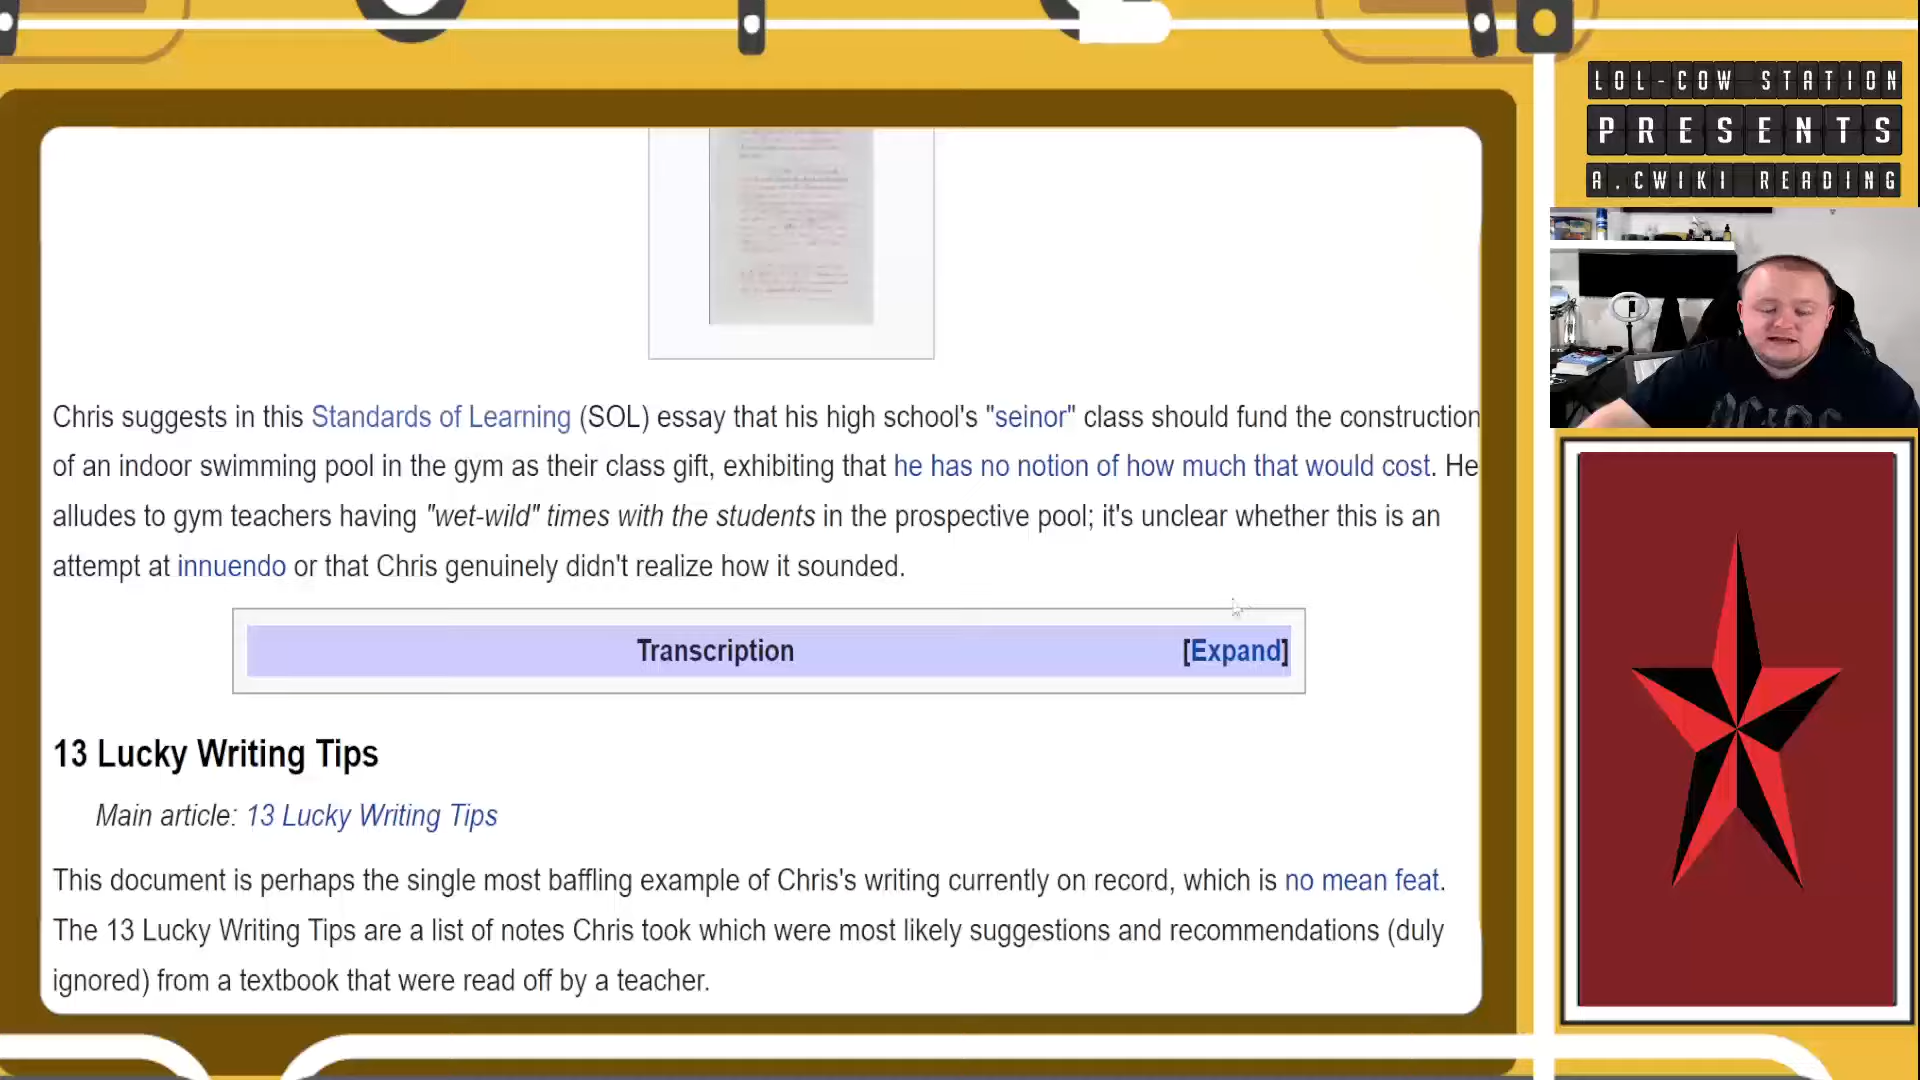 LOL-COW STATION
PRESENTS
A.CWIKI READING
Chris suggests in this Standards of Learning (SOL) essay that his high school's "seinor" class should fund the construction
of an indoor swimming pool in the gym as their class gift, exhibiting that he has no notion of how much that would cost. He
alludes to gym teachers having "wet-wild" times with the students in the prospective pool; it's unclear whether this is an
attempt at innuendo or that Chris genuinely didn't realize how it sounded.
Transcription [Expand]
13 Lucky Writing Tips
Main article: 13 Lucky Writing Tips
This document is perhaps the single most baffling example of Chris's writing currently on record, which is no mean feat.
The 13 Lucky Writing Tips are a list of notes Chris took which were most likely suggestions and recommendations (duly
ignored) from a textbook that were read off by a teacher.